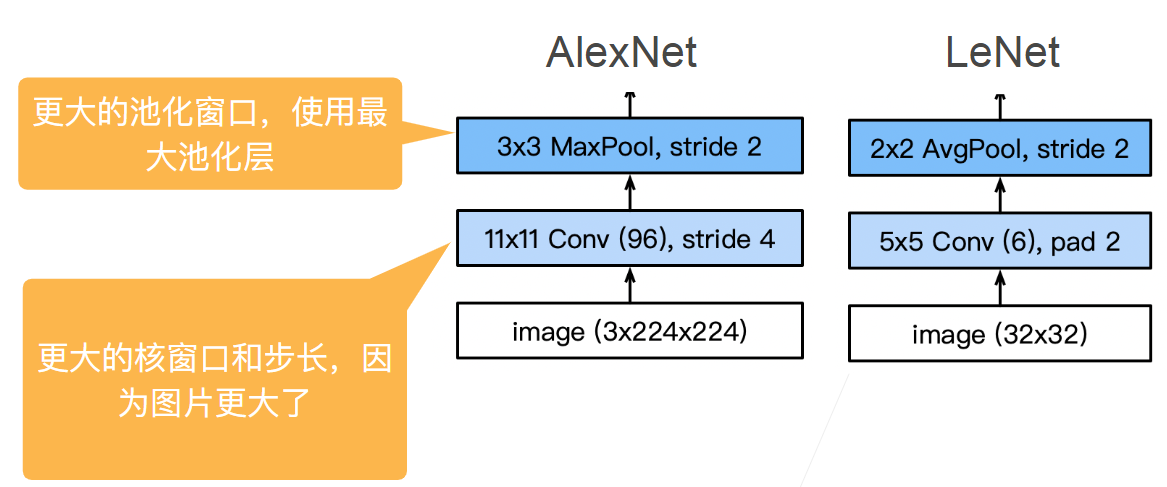 AlexNet
LeNet
更大的池化窗口，使用最
大池化层
3x3 MaxPool, stride 2
2x2 AvgPool, stride 2
11x11 Conv (96), stride 4
5x5 Conv (6), pad 2
更大的核窗口和步长，因
为图片更大了
image (3x224x224)
image (32x32)